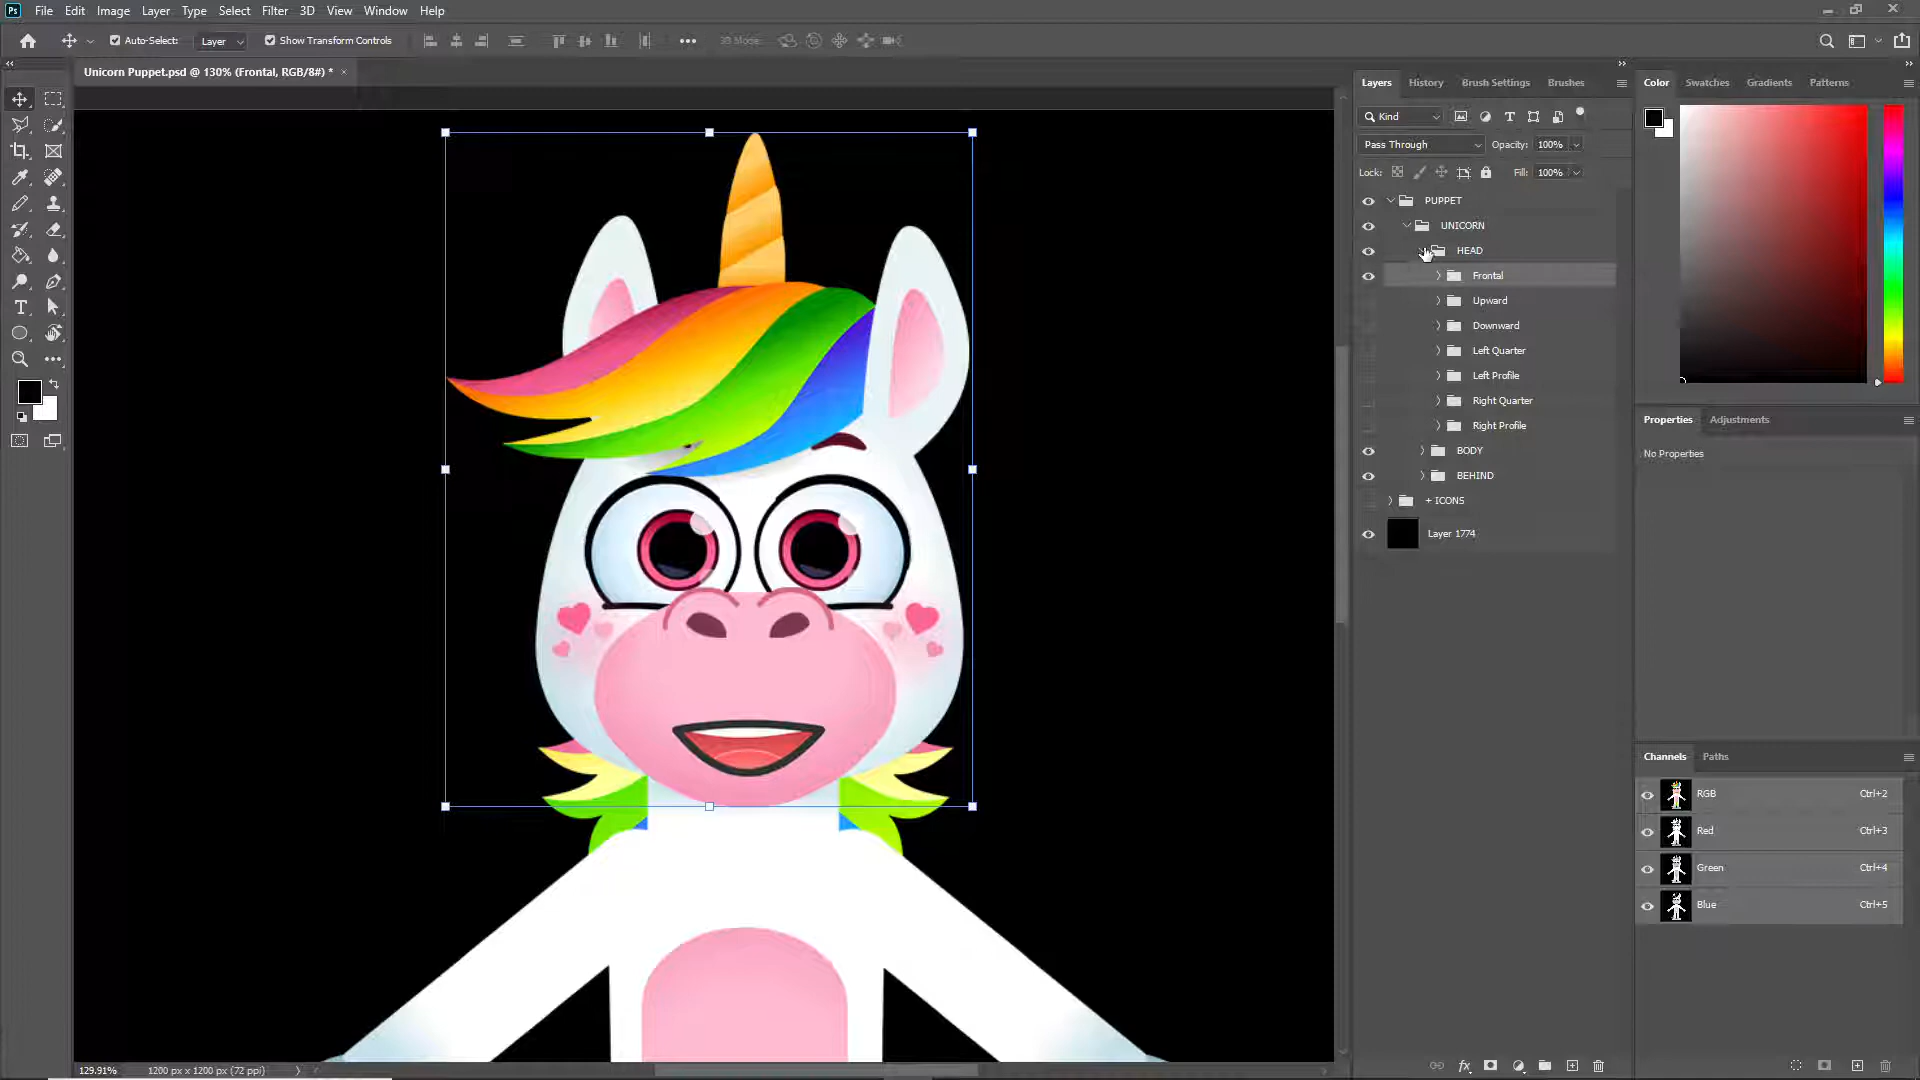 Ps File Edit Image Layer Type Select Filter 3D View Window Help
Auto-Select: Layer Show Transform Controls 3D Mode:
Unicorn Puppet.psd @ 130% (Frontal, RGB/8#) * ×
Layers History Brush Settings Brushes
Kind
Pass Through Opacity: 100%
Lock: Fill: 100%
PUPPET
UNICORN
HEAD
Frontal
Upward
Downward
Left Quarter
Left Profile
Right Quarter
Right Profile
BODY
BEHIND
+ ICONS
Layer 1774
Color Swatches Gradients Patterns
Properties Adjustments
No Properties
Channels Paths
RGB Ctrl+2
Red Ctrl+3
Green Ctrl+4
Blue Ctrl+5
129.91% 1200 px x 1200 px (72 ppi)